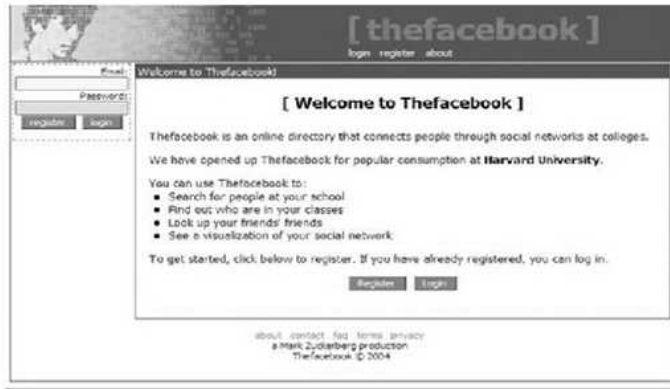 [ thefacebook ]
login register about
Email:
Password:
register login
Welcome to Thefacebook!
[ Welcome to Thefacebook ]
Thefacebook is an online directory that connects people through social networks at colleges.
We have opened up Thefacebook for popular consumption at Harvard University.
You can use Thefacebook to:
• Search for people at your school
• Find out who are in your classes
• Look up your friends' friends
• See a visualization of your social network
To get started, click below to register. If you have already registered, you can log in.
Register Login
about contact faq terms privacy
a Mark Zuckerberg production
Thefacebook © 2004